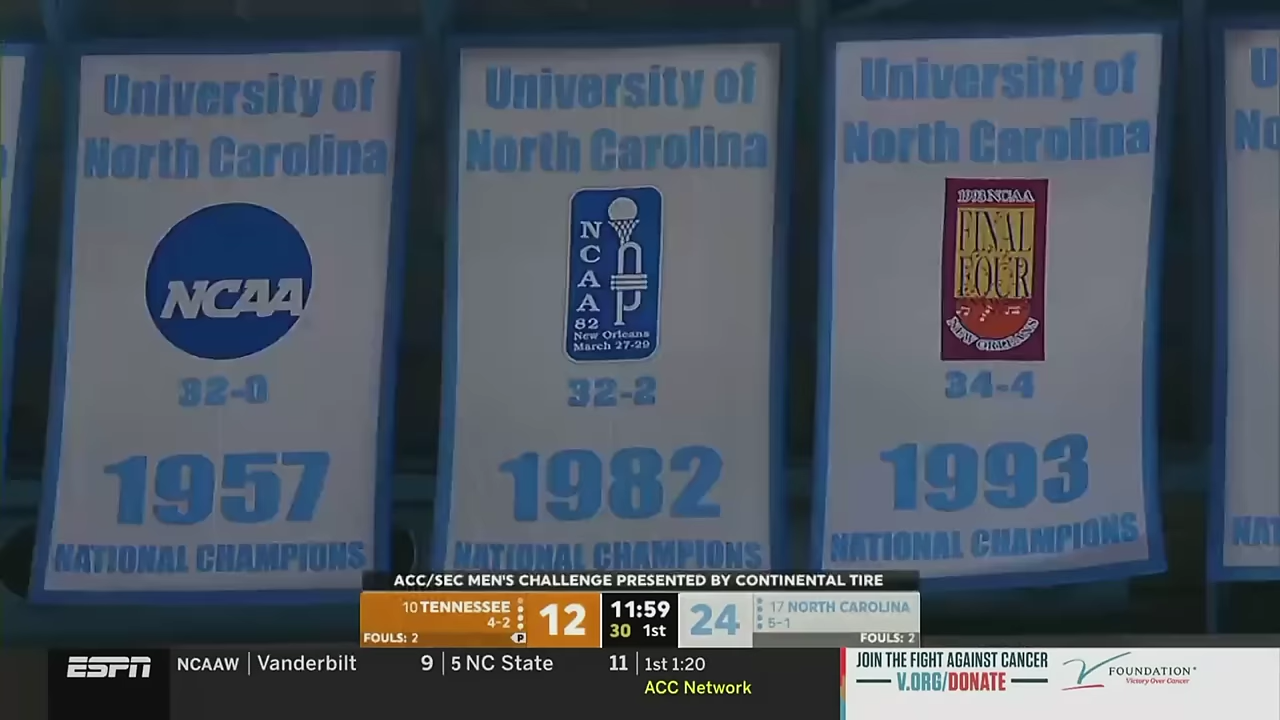 University of
North Carolina
NCAA
32-0
1957
NATIONAL CHAMPIONS
University of
North Carolina
NCAA
82
New Orleans
March 27-29
32-2
1982
NATIONAL CHAMPIONS
University of
North Carolina
1993 NCAA
FINAL
FOUR
NEW ORLEANS
34-4
1993
NATIONAL CHAMPIONS
U
No
NAT
ACC/SEC MEN'S CHALLENGE PRESENTED BY CONTINENTAL TIRE
10 TENNESSEE
4-2
FOULS: 2
P
12
11:59
30 1st
24
17 NORTH CAROLINA
5-1
FOULS: 2
ESPN
NCAAW | Vanderbilt 9 | 5 NC State 11 | 1st 1:20
ACC Network
JOIN THE FIGHT AGAINST CANCER
V.ORG/DONATE
V FOUNDATION
Victory Over Cancer